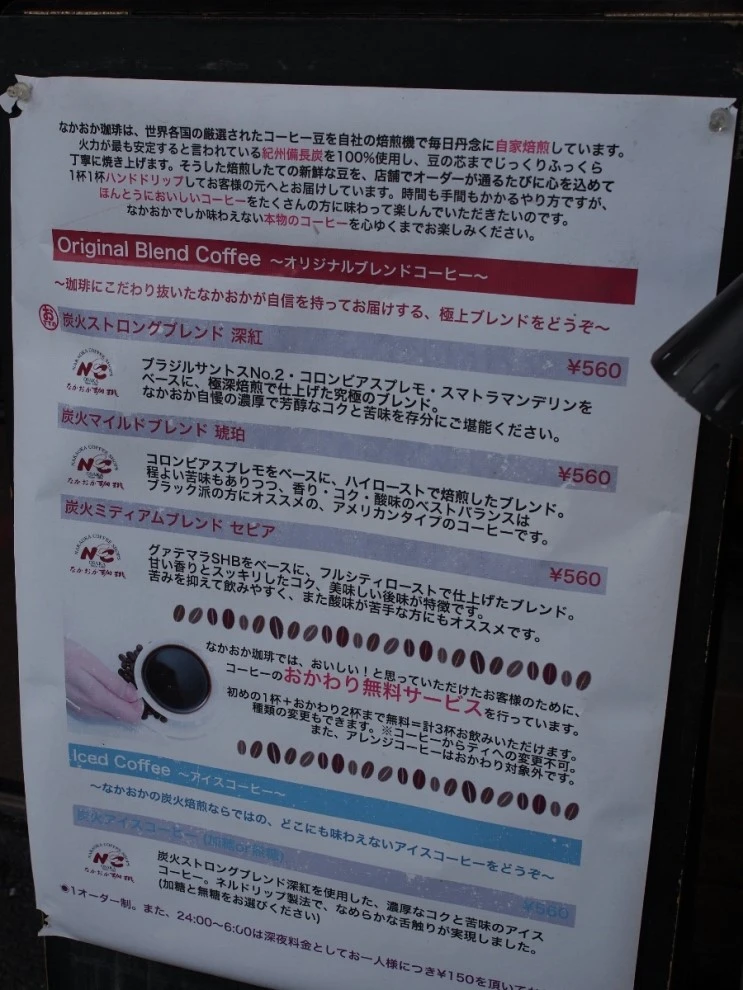 なかおか珈琲は、世界各国の厳選されたコーヒー豆を自社の焙煎機で毎日丹念に自家焙煎しています。
火力が最も安定すると言われている紀州備長炭を100%使用し、豆の芯までじっくりふっくら
丁寧に焼き上げます。そうした焙煎したての新鮮な豆を、店舗でオーダーが通るたびに心を込めて
1杯1杯ハンドドリップしてお客様の元へとお届けしています。時間も手間もかかるやり方ですが、
ほんとうにおいしいコーヒーをたくさんの方に味わって楽しんでいただきたいのです。
なかおかでしか味わえない本物のコーヒーを心ゆくまでお楽しみください。
Original Blend Coffee ～オリジナルブレンドコーヒー～
～珈琲にこだわり抜いたなかおかが自信を持ってお届けする、極上ブレンドをどうぞ～
炭火ストロングブレンド 深紅 ¥560
NC
なかおか珈琲
ブラジルサントスNo.2・コロンビアスプレモ・スマトラマンデリンを
ベースに、極深焙煎で仕上げた究極のブレンド。
なかおか自慢の濃厚で芳醇なコクと苦味を存分にご堪能ください。
炭火マイルドブレンド 琥珀 ¥560
NC
なかおか珈琲
コロンビアスプレモをベースに、ハイローストで焙煎したブレンド。
程よい苦味もありつつ、香り・コク・酸味のベストバランスは
ブラック派の方にオススメの、アメリカンタイプのコーヒーです。
炭火ミディアムブレンド セピア ¥560
NC
なかおか珈琲
グァテマラSHBをベースに、フルシティローストで仕上げたブレンド。
甘い香りとスッキリしたコク、美味しい後味が特徴です。
苦みを抑えて飲みやすく、また酸味が苦手な方にもオススメです。
なかおか珈琲では、おいしい！と思っていただけたお客様のために、
コーヒーのおかわり無料サービスを行っています。
初めの1杯＋おかわり2杯まで無料＝計3杯お飲みいただけます。
種類の変更もできます。※コーヒーからティへの変更不可。
また、アレンジコーヒーはおかわり対象外です。
Iced Coffee ～アイスコーヒー～
～なかおかの炭火焙煎ならではの、どこにも味わえないアイスコーヒーをどうぞ～
炭火アイスコーヒー (加糖or無糖) ¥560
NC
なかおか珈琲
炭火ストロングブレンド深紅を使用した、濃厚なコクと苦味のアイス
コーヒー。ネルドリップ製法で、なめらかな舌触りが実現しました。
(加糖と無糖をお選びください)
※1オーダー制。また、24:00～6:00は深夜料金としてお一人様につき¥150を頂いてお